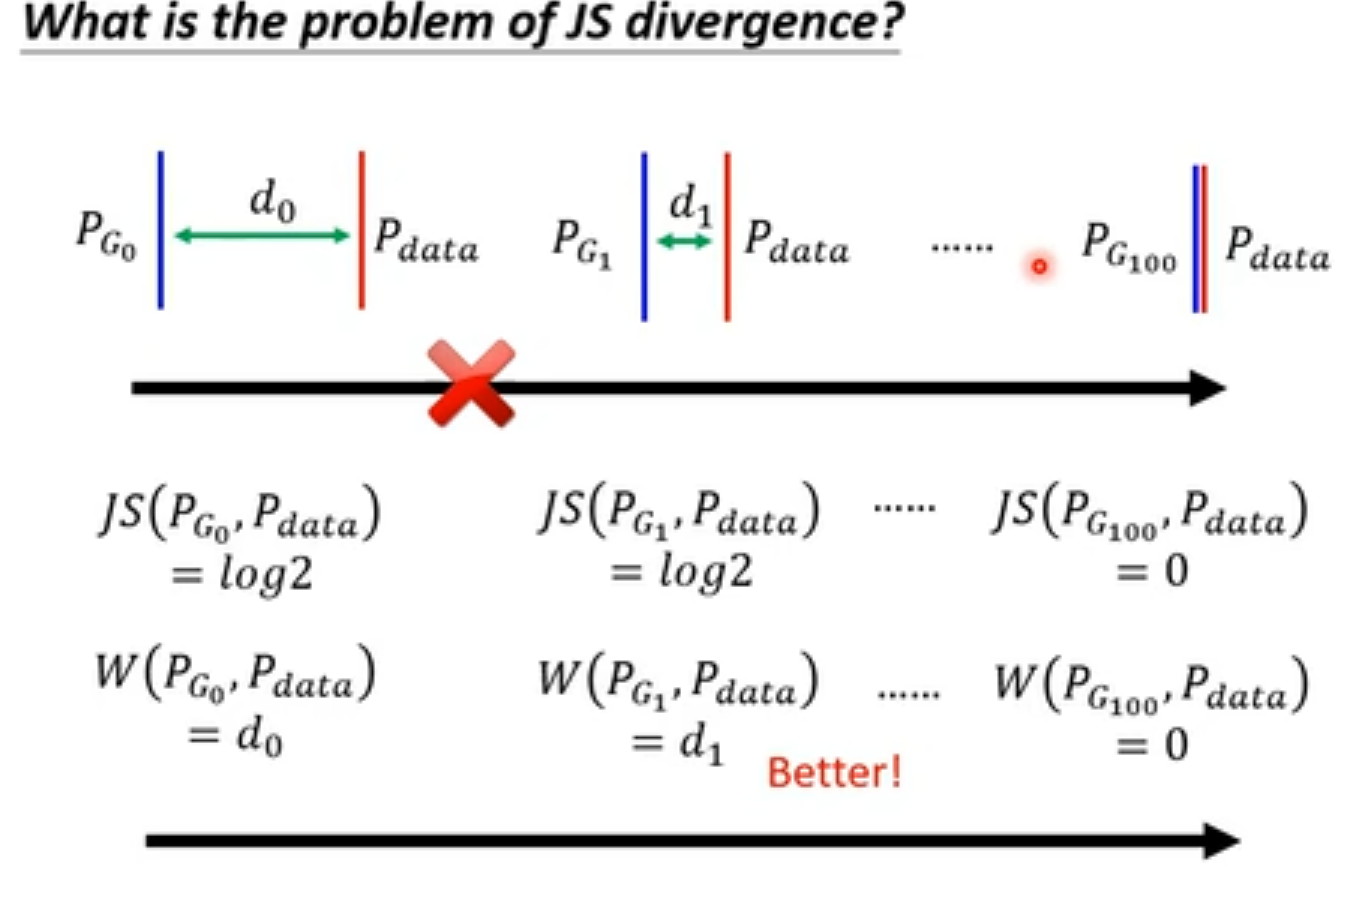 What is the problem of JS divergence?
P_{G_0} d_0 P_{data} P_{G_1} d_1 P_{data} ...... P_{G_{100}} P_{data}
JS(P_{G_0}, P_{data}) JS(P_{G_1}, P_{data}) ...... JS(P_{G_{100}}, P_{data})
= log2 = log2 = 0
W(P_{G_0}, P_{data}) W(P_{G_1}, P_{data}) ...... W(P_{G_{100}}, P_{data})
= d_0 = d_1 = 0
Better!